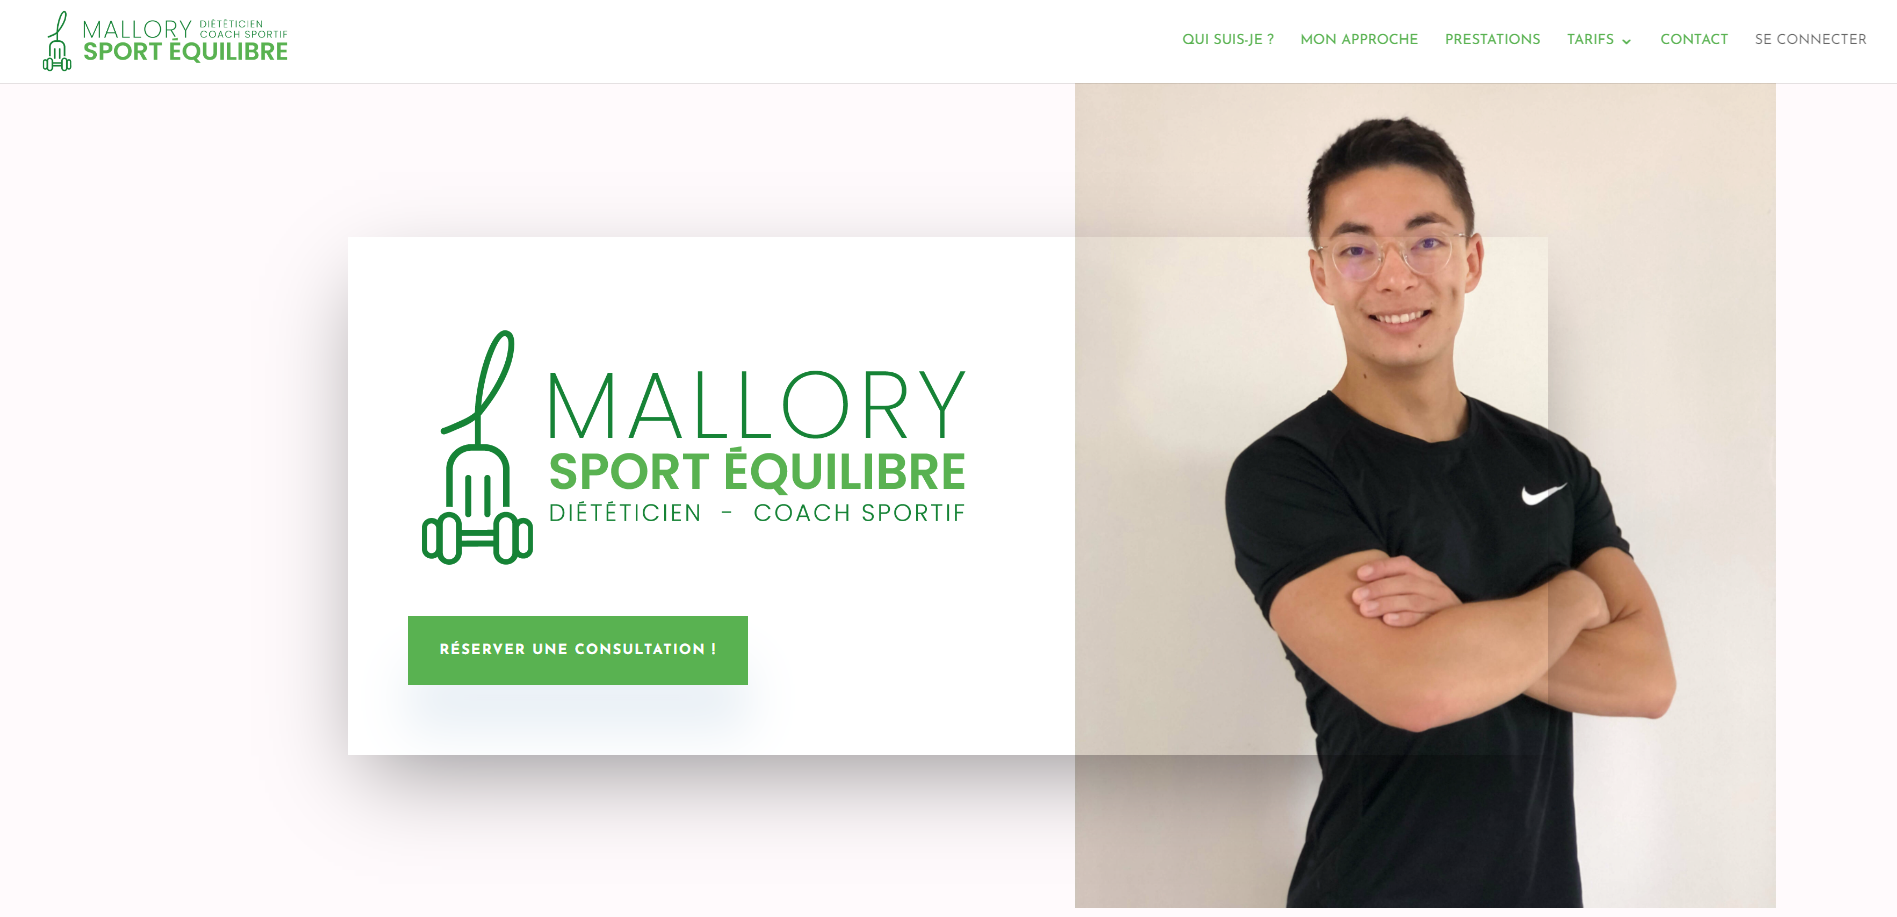 MALLORY DIÉTÉTICIEN
COACH SPORTIF
SPORT ÉQUILIBRE
QUI SUIS-JE ? MON APPROCHE PRESTATIONS TARIFS CONTACT SE CONNECTER
MALLORY
SPORT ÉQUILIBRE
DIÉTÉTICIEN - COACH SPORTIF
RÉSERVER UNE CONSULTATION !